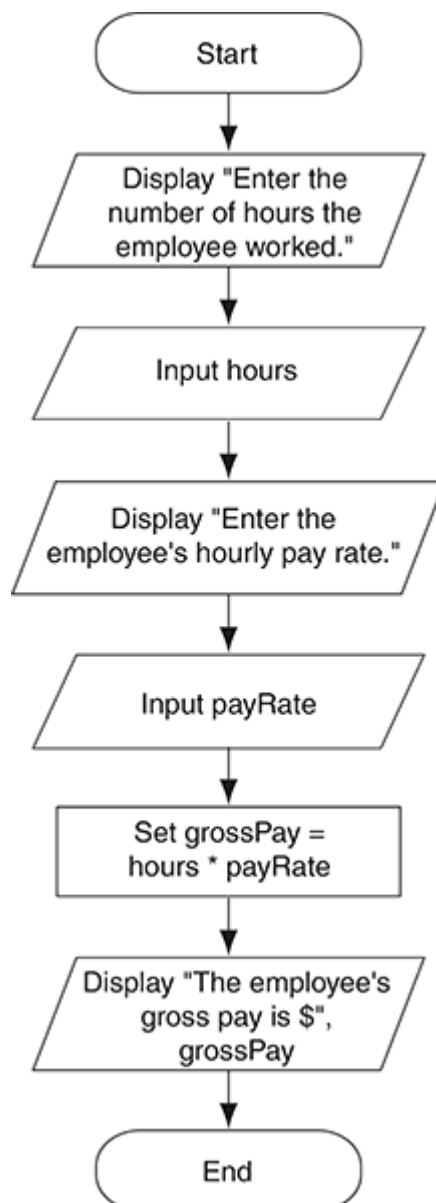 Start
Display "Enter the
number of hours the
employee worked."
Input hours
Display "Enter the
employee's hourly pay rate."
Input payRate
Set grossPay =
hours * payRate
Display "The employee's
gross pay is $",
grossPay
End